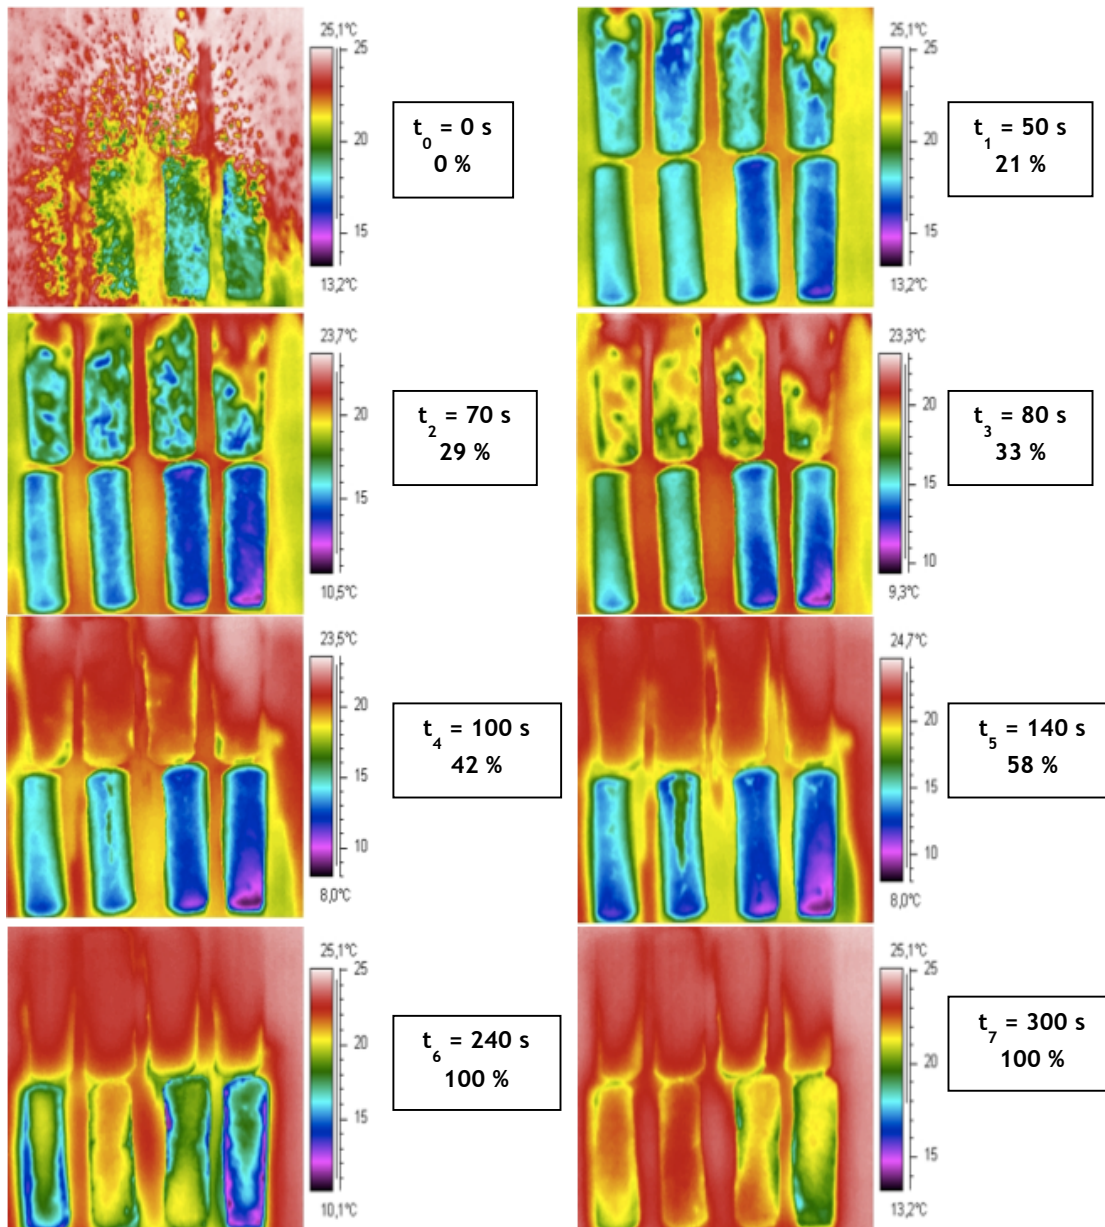 25,1°C
25
20
15
13,2°C
t0 = 0 s
0 %
25,1°C
25
20
15
13,2°C
t1 = 50 s
21 %
23,7°C
20
15
10,5°C
t2 = 70 s
29 %
23,3°C
20
15
10
9,3°C
t3 = 80 s
33 %
23,5°C
20
15
10
8,0°C
t4 = 100 s
42 %
24,7°C
20
15
10
8,0°C
t5 = 140 s
58 %
25,1°C
25
20
15
10,1°C
t6 = 240 s
100 %
25,1°C
25
20
15
13,2°C
t7 = 300 s
100 %